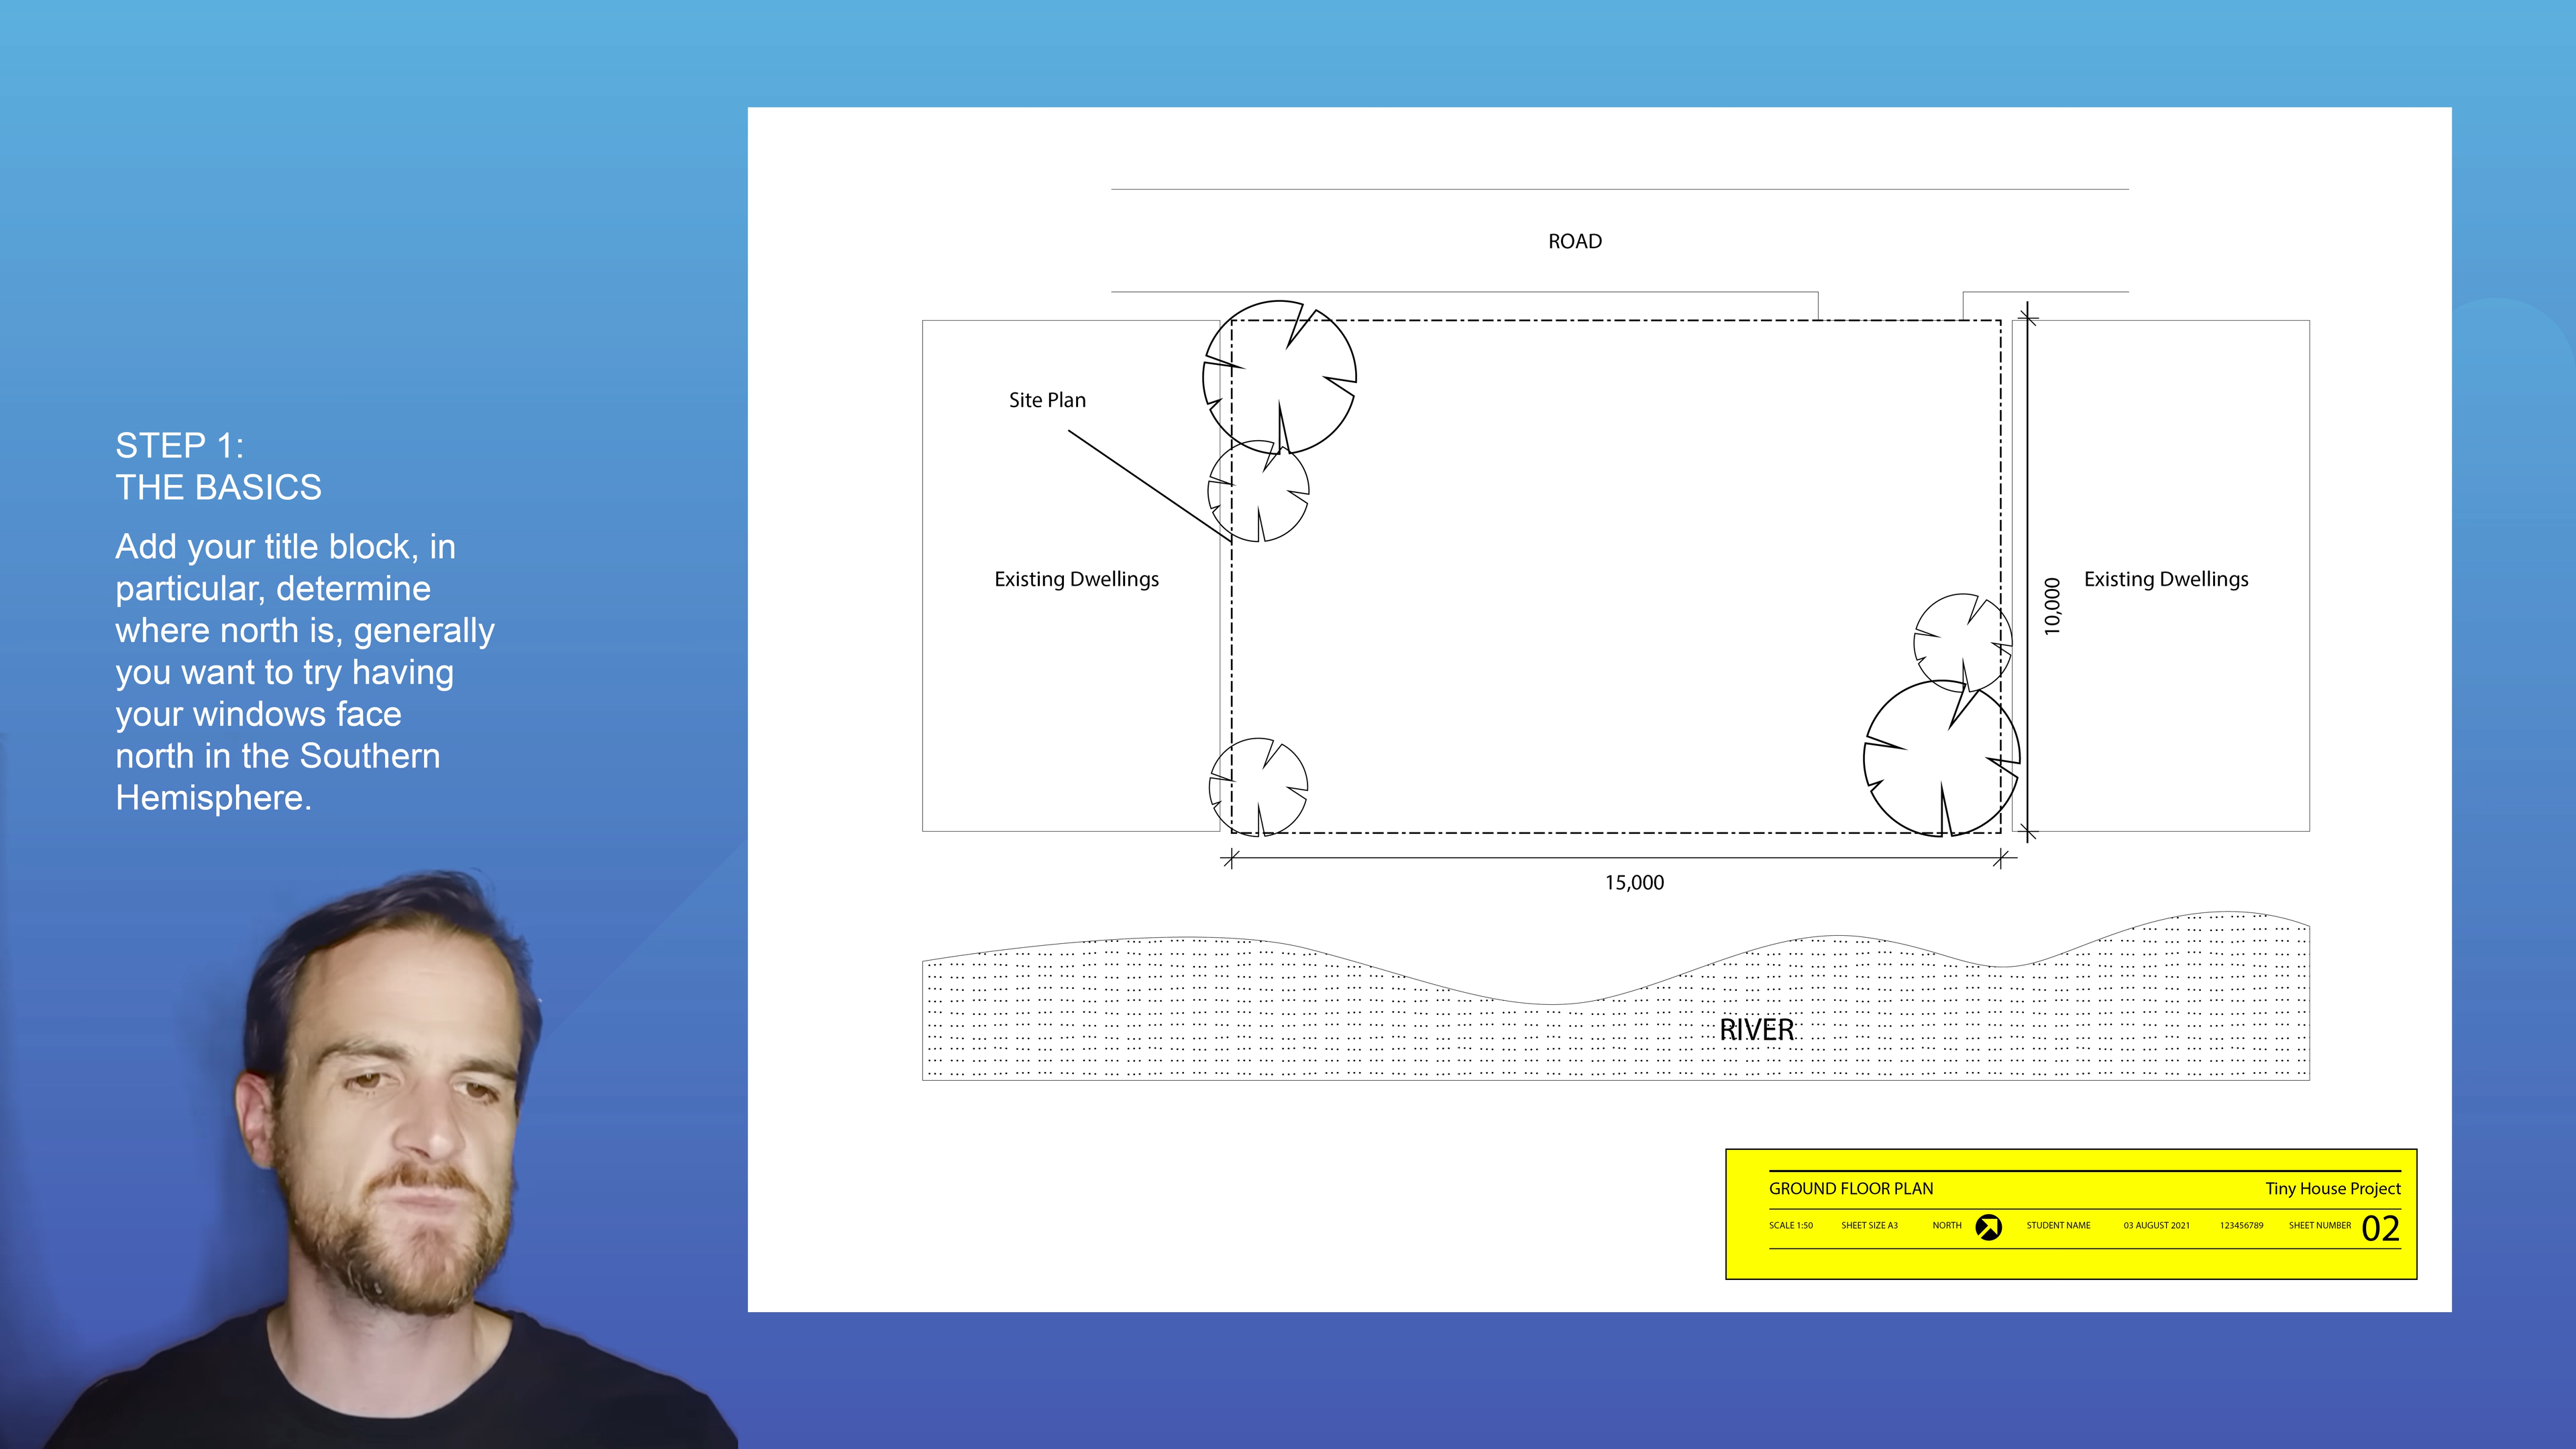 STEP 1:
THE BASICS
Add your title block, in
particular, determine
where north is, generally
you want to try having
your windows face
north in the Southern
Hemisphere.
ROAD
Site Plan
Existing Dwellings
Existing Dwellings
10,000
15,000
RIVER
GROUND FLOOR PLAN Tiny House Project
SCALE 1:50 SHEET SIZE A3 NORTH STUDENT NAME 03 AUGUST 2021 123456789 SHEET NUMBER 02